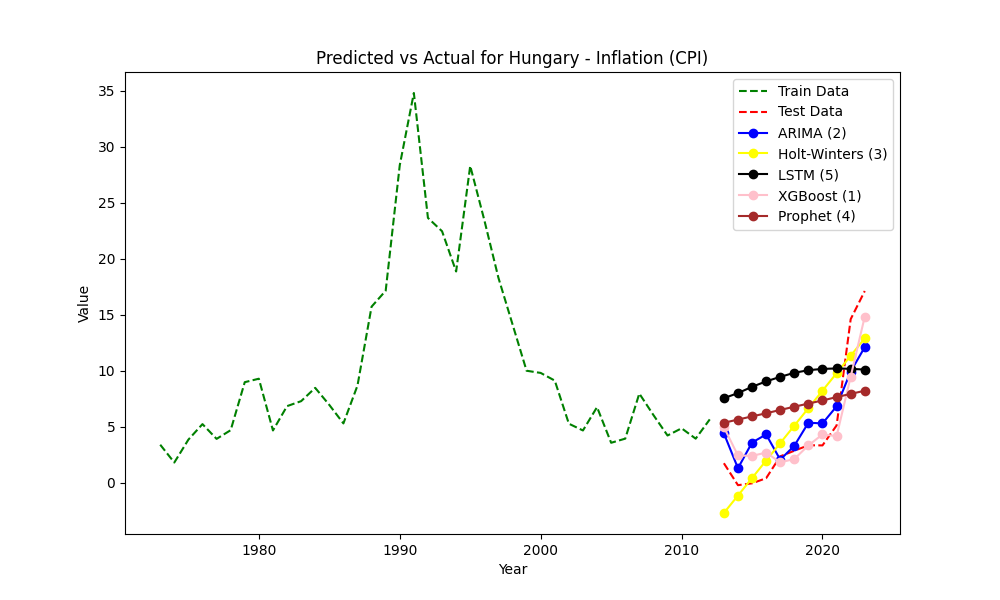 Predicted vs Actual for Hungary - Inflation (CPI)
35
30
25
20
15
10
5
0
Value
Train Data
Test Data
ARIMA (2)
Holt-Winters (3)
LSTM (5)
XGBoost (1)
Prophet (4)
1980
1990
2000
2010
2020
Year